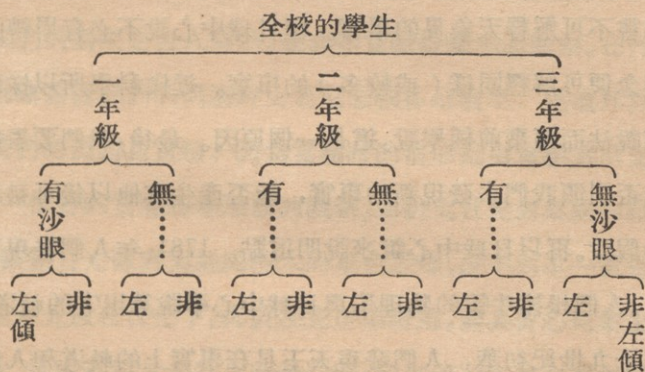 全校的學生
一年級 二年級 三年級
有沙眼 無…… 有…… 無…… 有…… 無沙眼
左傾 非 左 非 左 非 左 非 左 非 左 非左傾